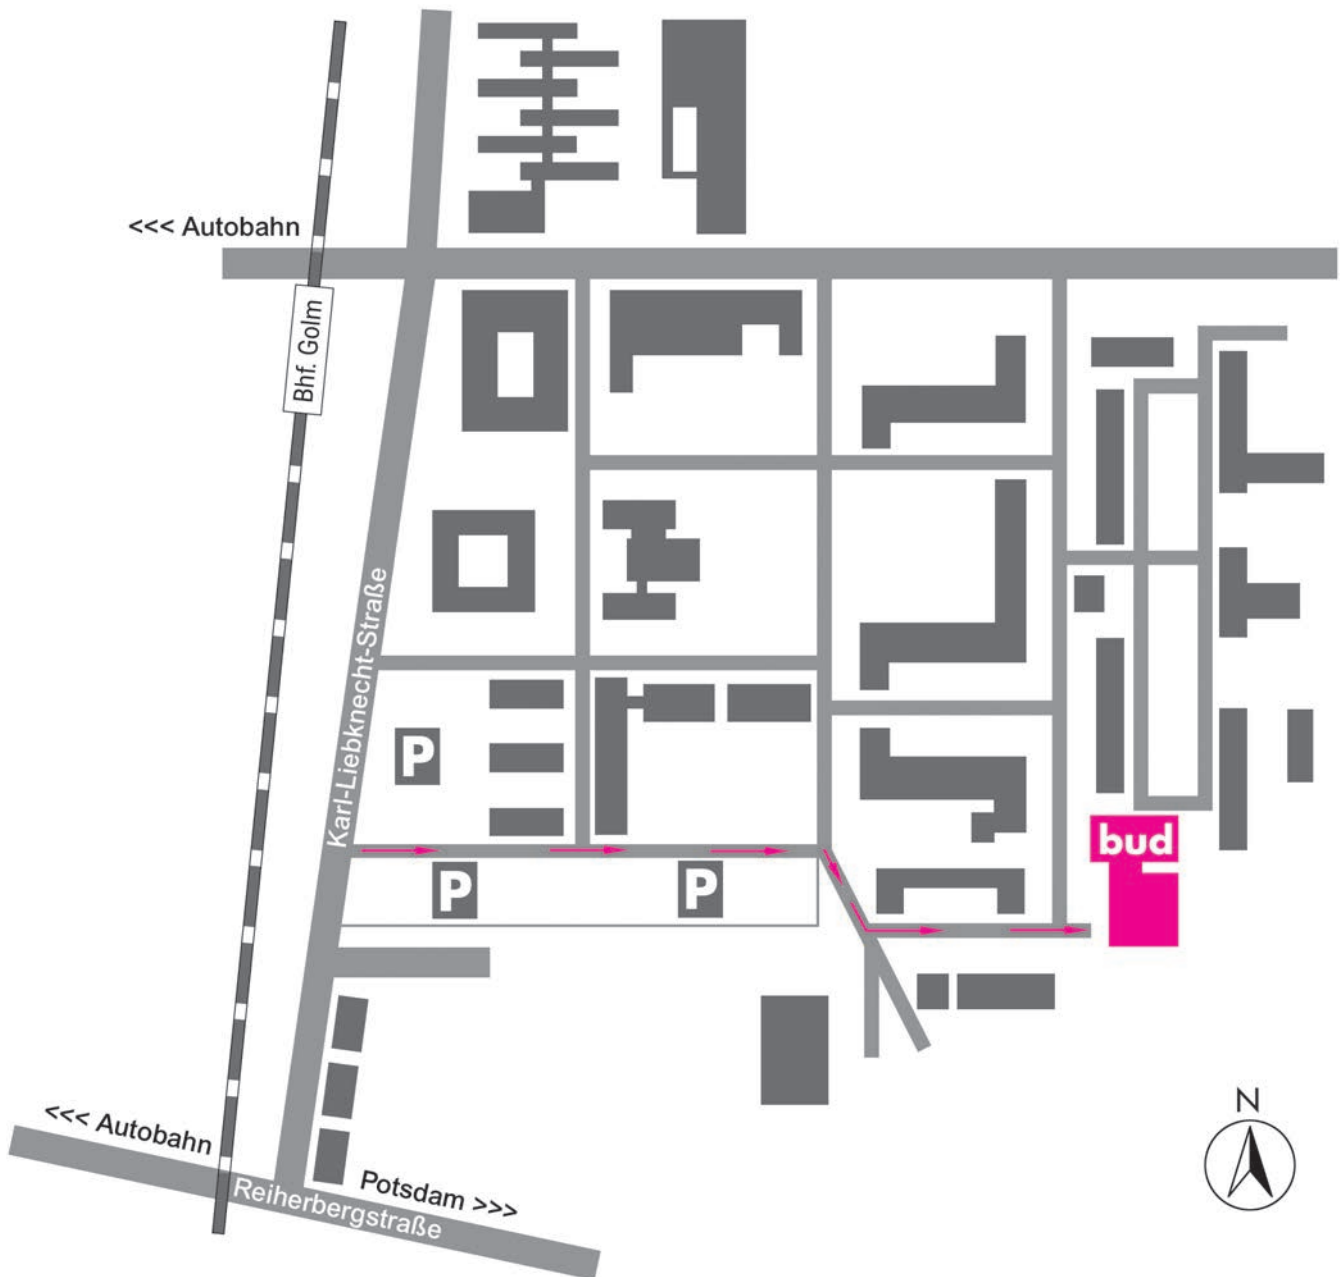 <<< Autobahn
Bhf. Golm
Karl-Liebknecht-Straße
P
P
P
bud
N
<<< Autobahn
Potsdam >>>
Reiherbergstraße